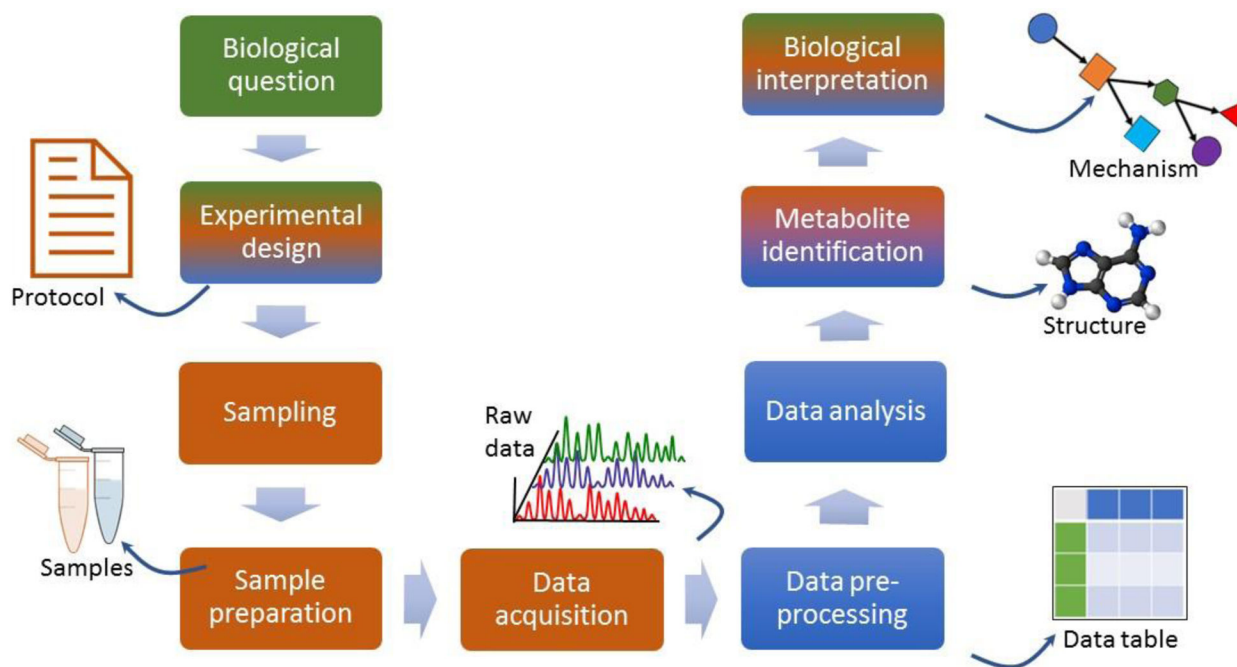 Biological
question
Experimental
design
Protocol
Sampling
Samples
Sample
preparation
Raw
data
Data
acquisition
Data pre-
processing
Data table
Data analysis
Metabolite
identification
Structure
Biological
interpretation
Mechanism